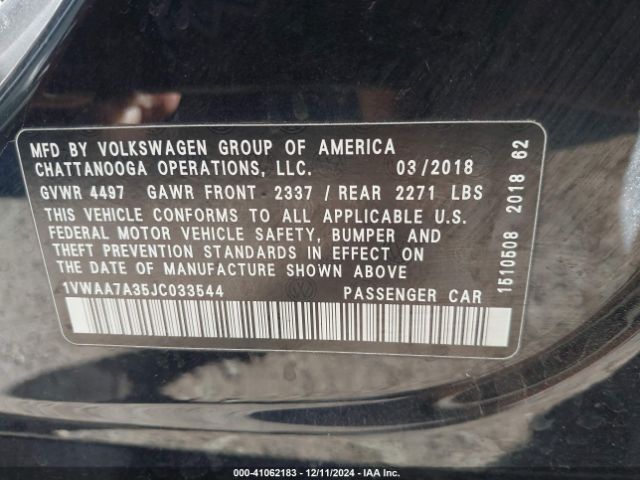 MFD BY VOLKSWAGEN GROUP OF AMERICA
CHATTANOOGA OPERATIONS, LLC. 03/2018
GVWR 4497 GAWR FRONT - 2337 / REAR 2271 LBS
THIS VEHICLE CONFORMS TO ALL APPLICABLE U.S.
FEDERAL MOTOR VEHICLE SAFETY, BUMPER AND
THEFT PREVENTION STANDARDS IN EFFECT ON
THE DATE OF MANUFACTURE SHOWN ABOVE
1VWAA7A35JC033544 PASSENGER CAR
1510508 2018 62
000-41062183 - 12/11/2024 - IAA Inc.